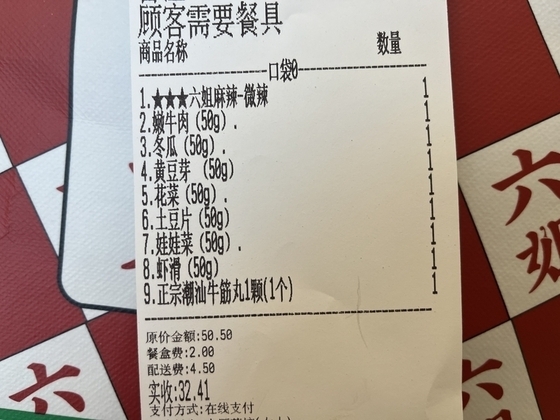 顾客需要餐具
商品名称 数量
口袋0
1.★★★六姐麻辣-微辣 1
2.嫩牛肉(50g). 1
3.冬瓜(50g). 1
4.黄豆芽 (50g) 1
5.花菜(50g). 1
6.土豆片(50g) 1
7.娃娃菜(50g). 1
8.虾滑(50g) 1
9.正宗潮汕牛筋丸1颗(1个) 1
原价金额:50.50
餐盒费:2.00
配送费:4.50
实收:32.41
支付方式:在线支付
六
六